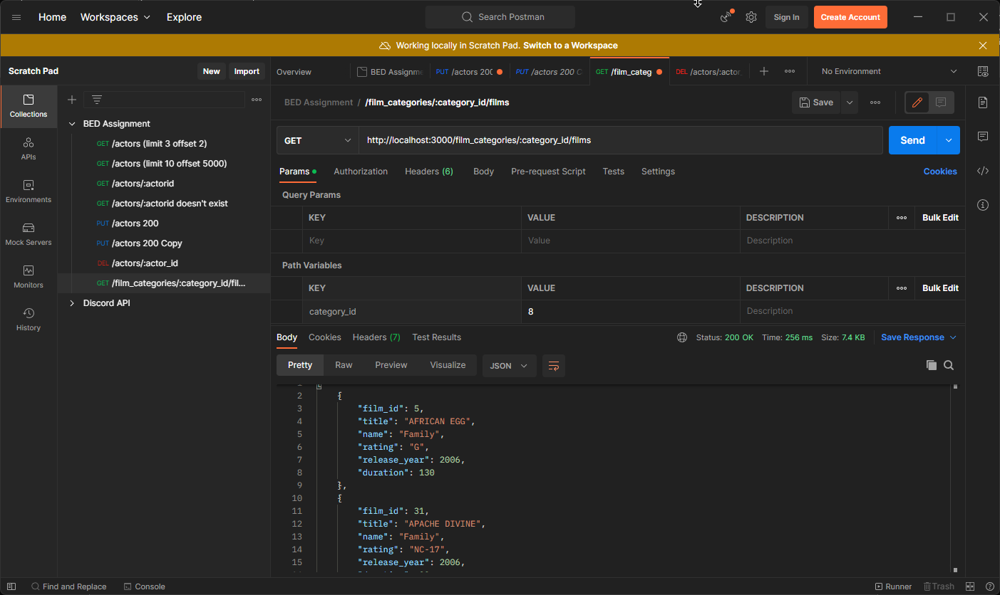 Home Workspaces Explore Search Postman Sign In Create Account
Working locally in Scratch Pad. Switch to a Workspace
Scratch Pad New Import
Overview BED Assignme PUT /actors 200 PUT /actors 200 C GET /film_categ DEL /actors/:actor_ No Environment
Collections
APIs
Environments
Mock Servers
Monitors
History
BED Assignment
GET /actors (limit 3 offset 2)
GET /actors (limit 10 offset 5000)
GET /actors/:actorid
GET /actors/:actorid doesn't exist
PUT /actors 200
PUT /actors 200 Copy
DEL /actors/:actor_id
GET /film_categories/:category_id/fil...
Discord API
BED Assignment / /film_categories/:category_id/films Save
GET http://localhost:3000/film_categories/:category_id/films Send
Params Authorization Headers (6) Body Pre-request Script Tests Settings Cookies
Query Params
KEY VALUE DESCRIPTION Bulk Edit
Key Value Description
Path Variables
KEY VALUE DESCRIPTION Bulk Edit
category_id 8 Description
Body Cookies Headers (7) Test Results Status: 200 OK Time: 256 ms Size: 7.4 KB Save Response
Pretty Raw Preview Visualize JSON
2 {
3 "film_id": 5,
4 "title": "AFRICAN EGG",
5 "name": "Family",
6 "rating": "G",
7 "release_year": 2006,
8 "duration": 130
9 },
10 {
11 "film_id": 31,
12 "title": "APACHE DIVINE",
13 "name": "Family",
14 "rating": "NC-17",
15 "release_year": 2006,
Find and Replace Console Runner Trash